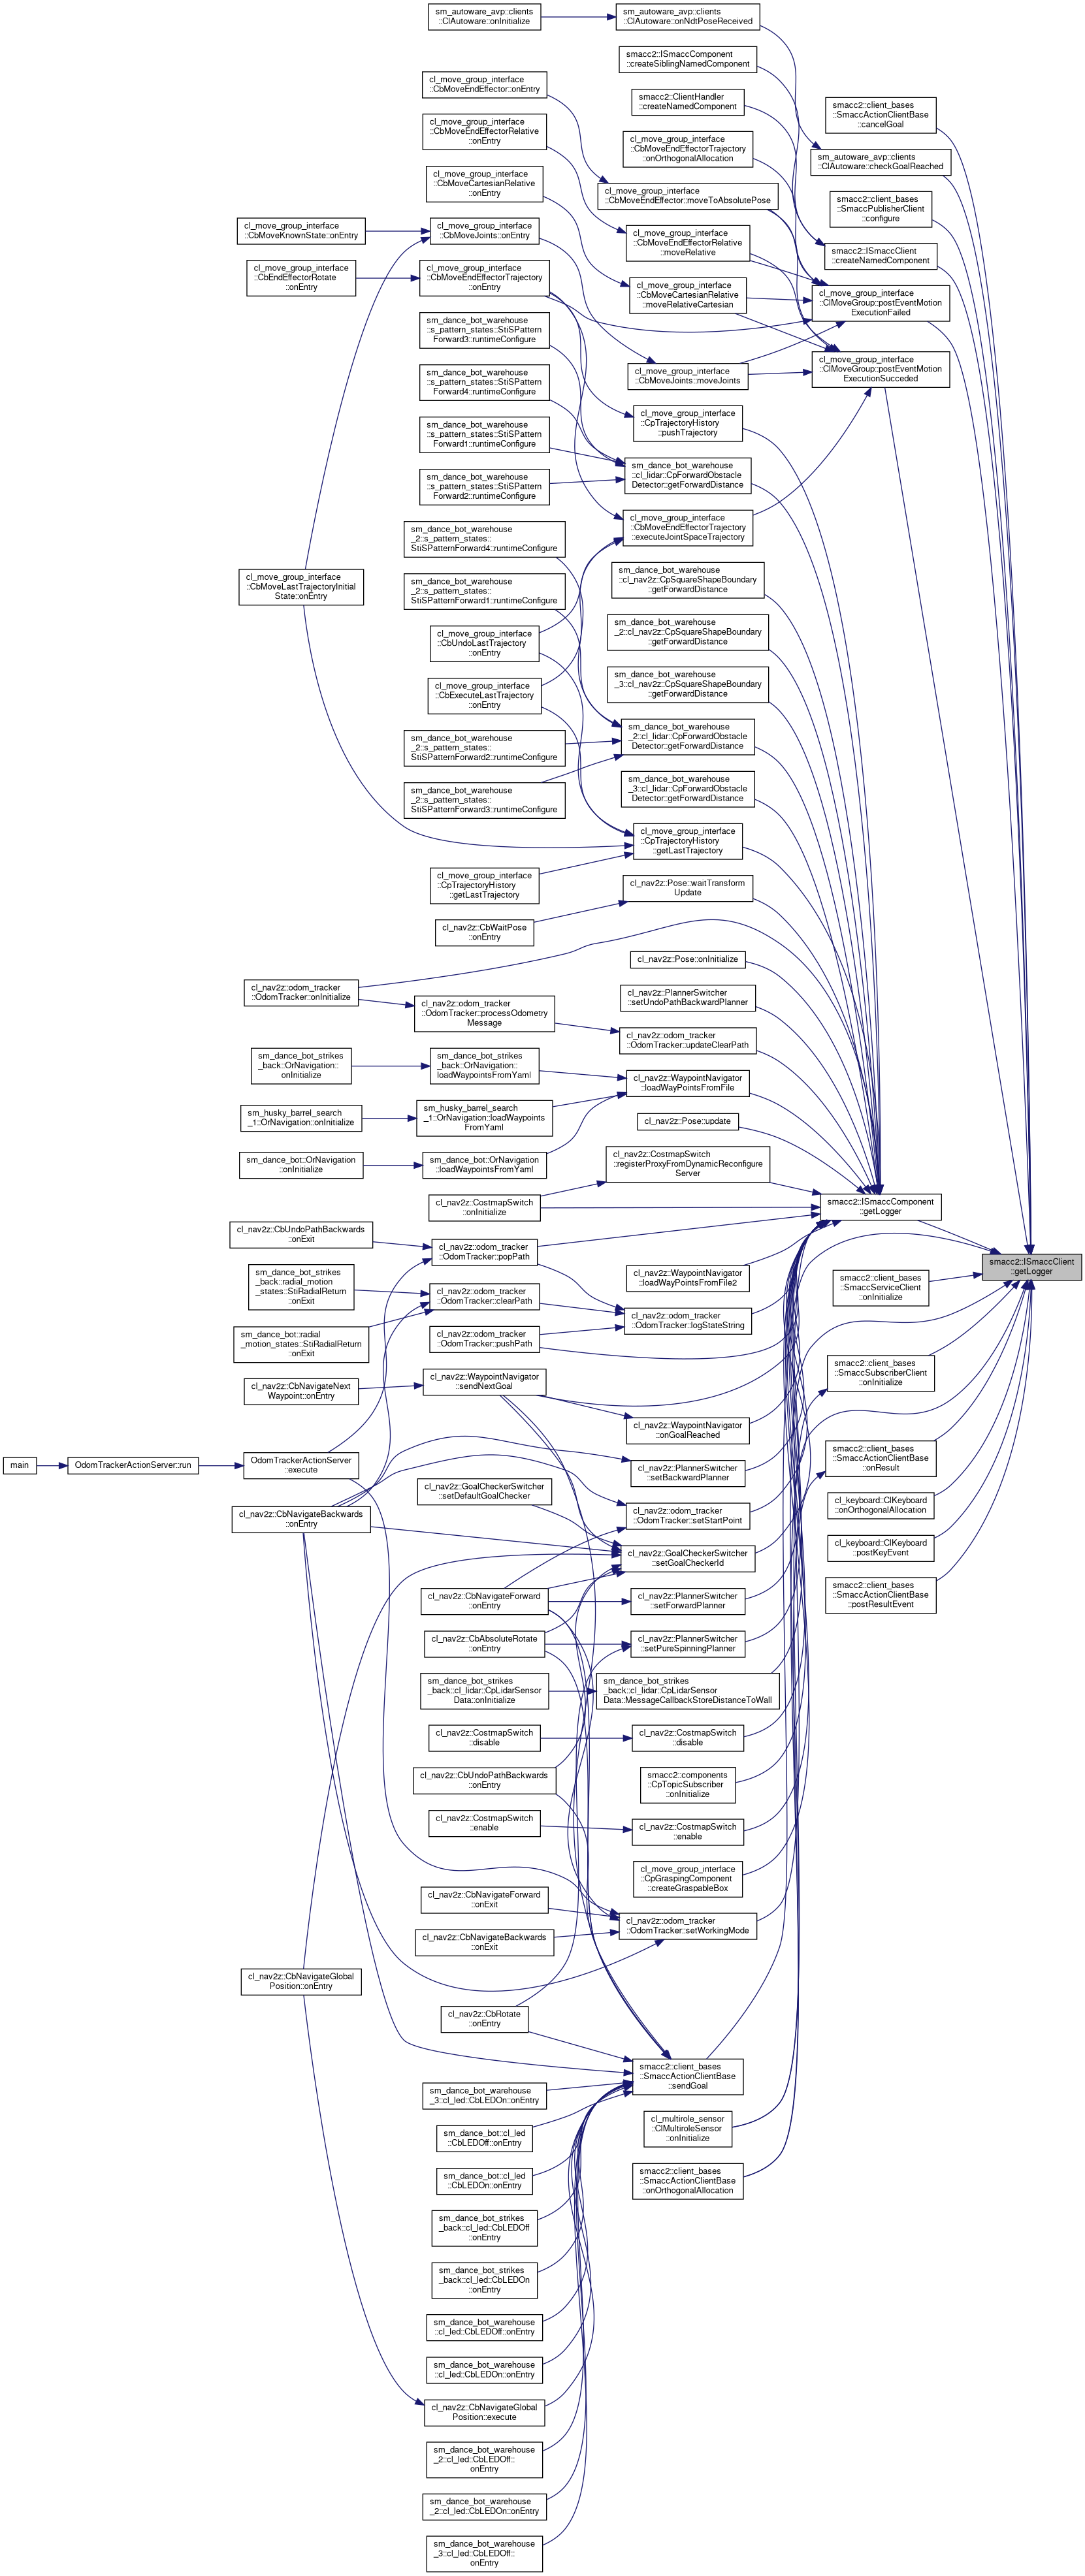 sm_autoware_avp::clients
::ClAutoware::onInitialize
sm_autoware_avp::clients
::ClAutoware::onNdtPoseReceived
smacc2::ISmaccComponent
::createSiblingNamedComponent
cl_move_group_interface
::CbMoveEndEffector::onEntry
smacc2::ClientHandler
::createNamedComponent
smacc2::client_bases
::SmaccActionClientBase
::cancelGoal
cl_move_group_interface
::CbMoveEndEffectorRelative
::onEntry
cl_move_group_interface
::CbMoveEndEffectorTrajectory
::onOrthogonalAllocation
sm_autoware_avp::clients
::ClAutoware::checkGoalReached
cl_move_group_interface
::CbMoveCartesianRelative
::onEntry
cl_move_group_interface
::CbMoveEndEffector::moveToAbsolutePose
smacc2::client_bases
::SmaccPublisherClient
::configure
cl_move_group_interface
::CbMoveKnownState::onEntry
cl_move_group_interface
::CbMoveJoints::onEntry
cl_move_group_interface
::CbMoveEndEffectorRelative
::moveRelative
smacc2::ISmaccClient
::createNamedComponent
cl_move_group_interface
::CbEndEffectorRotate
::onEntry
cl_move_group_interface
::CbMoveEndEffectorTrajectory
::onEntry
cl_move_group_interface
::CbMoveCartesianRelative
::moveRelativeCartesian
cl_move_group_interface
::ClMoveGroup::postEventMotion
ExecutionFailed
sm_dance_bot_warehouse
::s_pattern_states::StiSPattern
Forward3::runtimeConfigure
cl_move_group_interface
::CbMoveJoints::moveJoints
cl_move_group_interface
::ClMoveGroup::postEventMotion
ExecutionSucceded
sm_dance_bot_warehouse
::s_pattern_states::StiSPattern
Forward4::runtimeConfigure
cl_move_group_interface
::CpTrajectoryHistory
::pushTrajectory
sm_dance_bot_warehouse
::s_pattern_states::StiSPattern
Forward1::runtimeConfigure
sm_dance_bot_warehouse
::cl_lidar::CpForwardObstacle
Detector::getForwardDistance
sm_dance_bot_warehouse
::s_pattern_states::StiSPattern
Forward2::runtimeConfigure
cl_move_group_interface
::CbMoveEndEffectorTrajectory
::executeJointSpaceTrajectory
sm_dance_bot_warehouse
_2::s_pattern_states::
StiSPatternForward4::runtimeConfigure
cl_move_group_interface
::CbMoveLastTrajectoryInitial
State::onEntry
sm_dance_bot_warehouse
_2::s_pattern_states::
StiSPatternForward1::runtimeConfigure
sm_dance_bot_warehouse
::cl_nav2z::CpSquareShapeBoundary
::getForwardDistance
cl_move_group_interface
::CbUndoLastTrajectory
::onEntry
sm_dance_bot_warehouse
_2::cl_nav2z::CpSquareShapeBoundary
::getForwardDistance
cl_move_group_interface
::CbExecuteLastTrajectory
::onEntry
sm_dance_bot_warehouse
_3::cl_nav2z::CpSquareShapeBoundary
::getForwardDistance
sm_dance_bot_warehouse
_2::s_pattern_states::
StiSPatternForward2::runtimeConfigure
sm_dance_bot_warehouse
_2::cl_lidar::CpForwardObstacle
Detector::getForwardDistance
sm_dance_bot_warehouse
_2::s_pattern_states::
StiSPatternForward3::runtimeConfigure
sm_dance_bot_warehouse
_3::cl_lidar::CpForwardObstacle
Detector::getForwardDistance
cl_move_group_interface
::CpTrajectoryHistory
::getLastTrajectory
cl_move_group_interface
::CpTrajectoryHistory
::getLastTrajectory
cl_nav2z::Pose::waitTransform
Update
cl_nav2z::CbWaitPose
::onEntry
cl_nav2z::Pose::onInitialize
cl_nav2z::odom_tracker
::OdomTracker::onInitialize
cl_nav2z::odom_tracker
::OdomTracker::processOdometry
Message
cl_nav2z::PlannerSwitcher
::setUndoPathBackwardPlanner
cl_nav2z::odom_tracker
::OdomTracker::updateClearPath
sm_dance_bot_strikes
_back::OrNavigation::
onInitialize
sm_dance_bot_strikes
_back::OrNavigation::
loadWaypointsFromYaml
cl_nav2z::WaypointNavigator
::loadWayPointsFromFile
sm_husky_barrel_search
_1::OrNavigation::onInitialize
sm_husky_barrel_search
_1::OrNavigation::loadWaypoints
FromYaml
cl_nav2z::Pose::update
sm_dance_bot::OrNavigation
::onInitialize
sm_dance_bot::OrNavigation
::loadWaypointsFromYaml
cl_nav2z::CostmapSwitch
::registerProxyFromDynamicReconfigure
Server
cl_nav2z::CostmapSwitch
::onInitialize
smacc2::ISmaccComponent
::getLogger
cl_nav2z::CbUndoPathBackwards
::onExit
cl_nav2z::odom_tracker
::OdomTracker::popPath
smacc2::ISmaccClient
::getLogger
sm_dance_bot_strikes
_back::radial_motion
_states::StiRadialReturn
::onExit
cl_nav2z::odom_tracker
::OdomTracker::clearPath
cl_nav2z::WaypointNavigator
::loadWayPointsFromFile2
smacc2::client_bases
::SmaccServiceClient
::onInitialize
sm_dance_bot::radial
_motion_states::StiRadialReturn
::onExit
cl_nav2z::odom_tracker
::OdomTracker::pushPath
cl_nav2z::odom_tracker
::OdomTracker::logStateString
cl_nav2z::CbNavigateNext
Waypoint::onEntry
cl_nav2z::WaypointNavigator
::sendNextGoal
smacc2::client_bases
::SmaccSubscriberClient
::onInitialize
cl_nav2z::WaypointNavigator
::onGoalReached
main
OdomTrackerActionServer::run
OdomTrackerActionServer
::execute
cl_nav2z::PlannerSwitcher
::setBackwardPlanner
smacc2::client_bases
::SmaccActionClientBase
::onResult
cl_nav2z::GoalCheckerSwitcher
::setDefaultGoalChecker
cl_nav2z::CbNavigateBackwards
::onEntry
cl_nav2z::odom_tracker
::OdomTracker::setStartPoint
cl_keyboard::ClKeyboard
::onOrthogonalAllocation
cl_nav2z::GoalCheckerSwitcher
::setGoalCheckerId
cl_keyboard::ClKeyboard
::postKeyEvent
cl_nav2z::CbNavigateForward
::onEntry
cl_nav2z::PlannerSwitcher
::setForwardPlanner
smacc2::client_bases
::SmaccActionClientBase
::postResultEvent
cl_nav2z::CbAbsoluteRotate
::onEntry
cl_nav2z::PlannerSwitcher
::setPureSpinningPlanner
sm_dance_bot_strikes
_back::cl_lidar::CpLidarSensor
Data::onInitialize
sm_dance_bot_strikes
_back::cl_lidar::CpLidarSensor
Data::MessageCallbackStoreDistanceToWall
cl_nav2z::CostmapSwitch
::disable
cl_nav2z::CostmapSwitch
::disable
cl_nav2z::CbUndoPathBackwards
::onEntry
smacc2::components
::CpTopicSubscriber
::onInitialize
cl_nav2z::CostmapSwitch
::enable
cl_nav2z::CostmapSwitch
::enable
cl_move_group_interface
::CpGraspingComponent
::createGraspableBox
cl_nav2z::CbNavigateForward
::onExit
cl_nav2z::odom_tracker
::OdomTracker::setWorkingMode
cl_nav2z::CbNavigateBackwards
::onExit
cl_nav2z::CbNavigateGlobal
Position::onEntry
cl_nav2z::CbRotate
::onEntry
smacc2::client_bases
::SmaccActionClientBase
::sendGoal
sm_dance_bot_warehouse
_3::cl_led::CbLEDOn::onEntry
cl_multirole_sensor
::ClMultiroleSensor
::onInitialize
sm_dance_bot::cl_led
::CbLEDOff::onEntry
sm_dance_bot::cl_led
::CbLEDOn::onEntry
smacc2::client_bases
::SmaccActionClientBase
::onOrthogonalAllocation
sm_dance_bot_strikes
_back::cl_led::CbLEDOff
::onEntry
sm_dance_bot_strikes
_back::cl_led::CbLEDOn
::onEntry
sm_dance_bot_warehouse
::cl_led::CbLEDOff::onEntry
sm_dance_bot_warehouse
::cl_led::CbLEDOn::onEntry
cl_nav2z::CbNavigateGlobal
Position::execute
sm_dance_bot_warehouse
_2::cl_led::CbLEDOff::
onEntry
sm_dance_bot_warehouse
_2::cl_led::CbLEDOn::onEntry
sm_dance_bot_warehouse
_3::cl_led::CbLEDOff::
onEntry